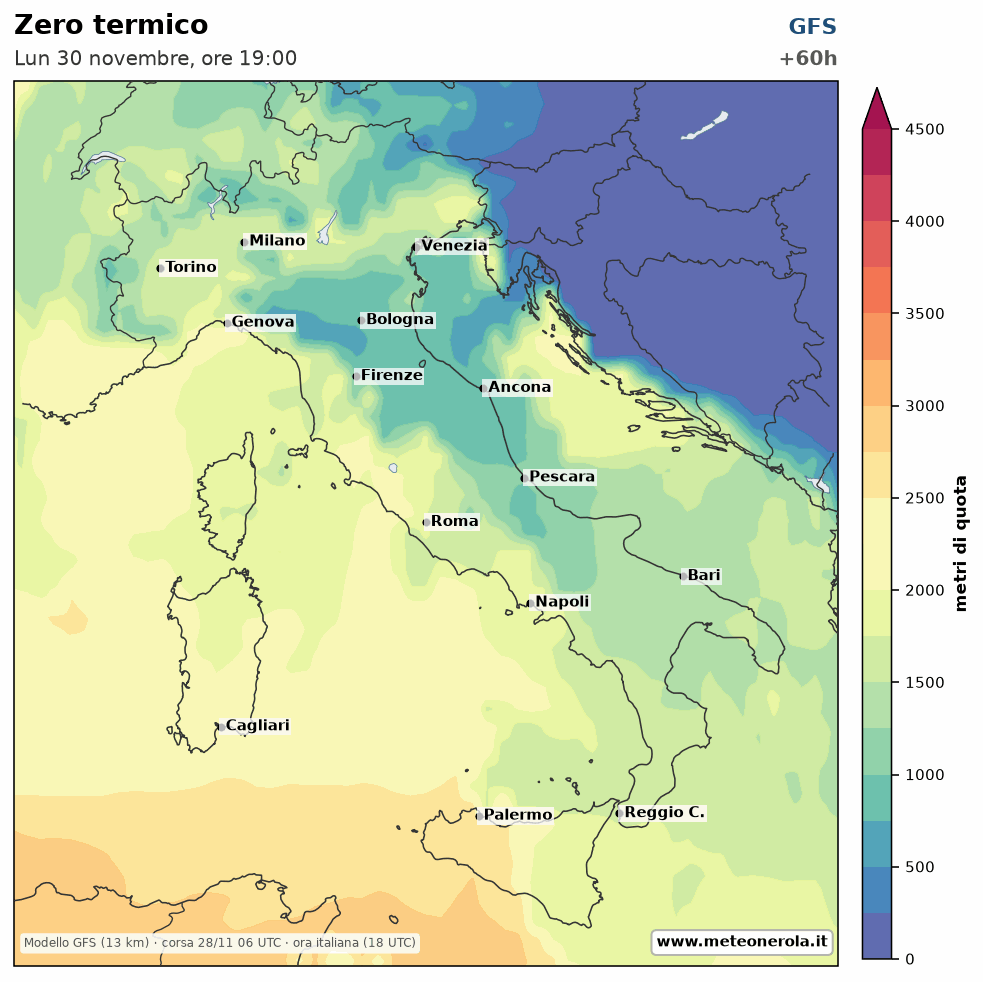 Zero termico
GFS
Lun 30 novembre, ore 19:00
+60h
Milano
Venezia
Torino
Genova
Bologna
Firenze
Ancona
Pescara
Roma
Bari
Napoli
Cagliari
Palermo
Reggio C.
4500
4000
3500
3000
2500
2000
1500
1000
500
0
metri di quota
Modello GFS (13 km) · corsa 28/11 06 UTC · ora italiana (18 UTC)
www.meteonerola.it